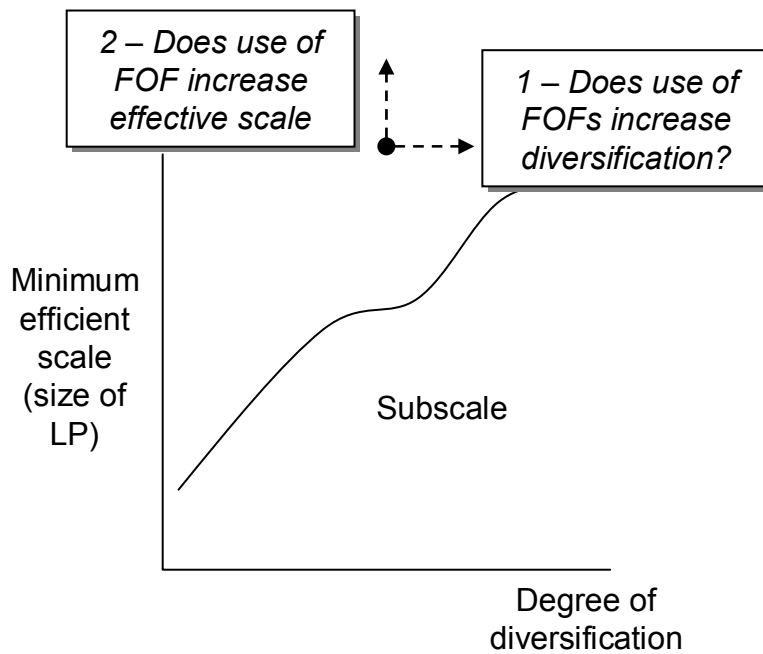 2 – Does use of
FOF increase
effective scale
1 – Does use of
FOFs increase
diversification?
Minimum
efficient
scale
(size of
LP)
Subscale
Degree of
diversification